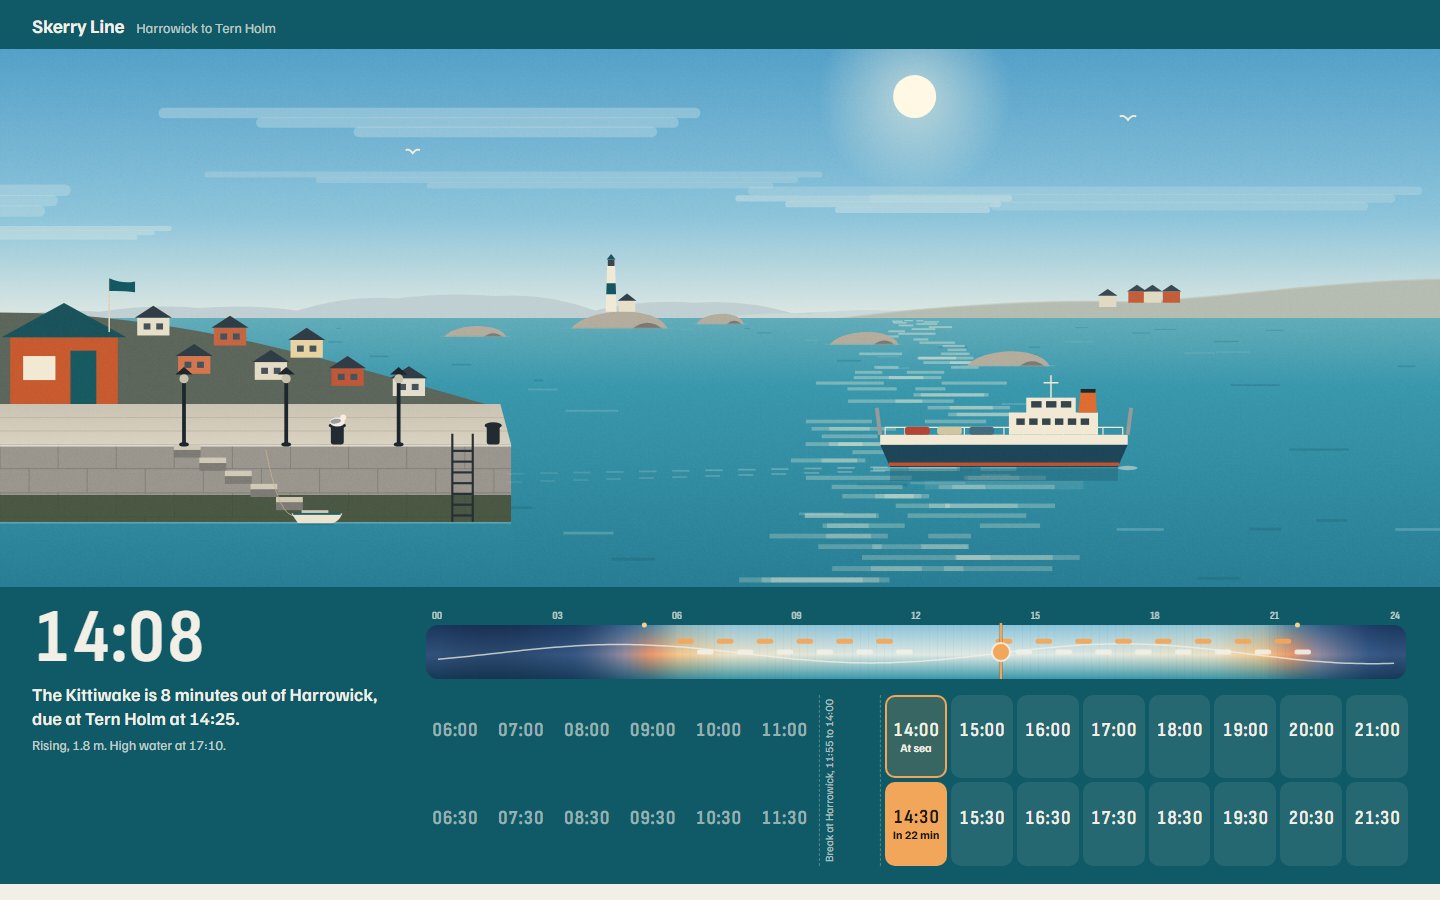 Skerry Line Harrowick to Tern Holm
14:08
The Kittiwake is 8 minutes out of Harrowick,
due at Tern Holm at 14:25.
Rising, 1.8 m. High water at 17:10.
00 03 06 09 12 15 18 21 24
06:00 07:00 08:00 09:00 10:00 11:00
06:30 07:30 08:30 09:30 10:30 11:30
Break at Harrowick, 11:55 to 14:00
14:00 15:00 16:00 17:00 18:00 19:00 20:00 21:00
At sea
14:30 15:30 16:30 17:30 18:30 19:30 20:30 21:30
In 22 min